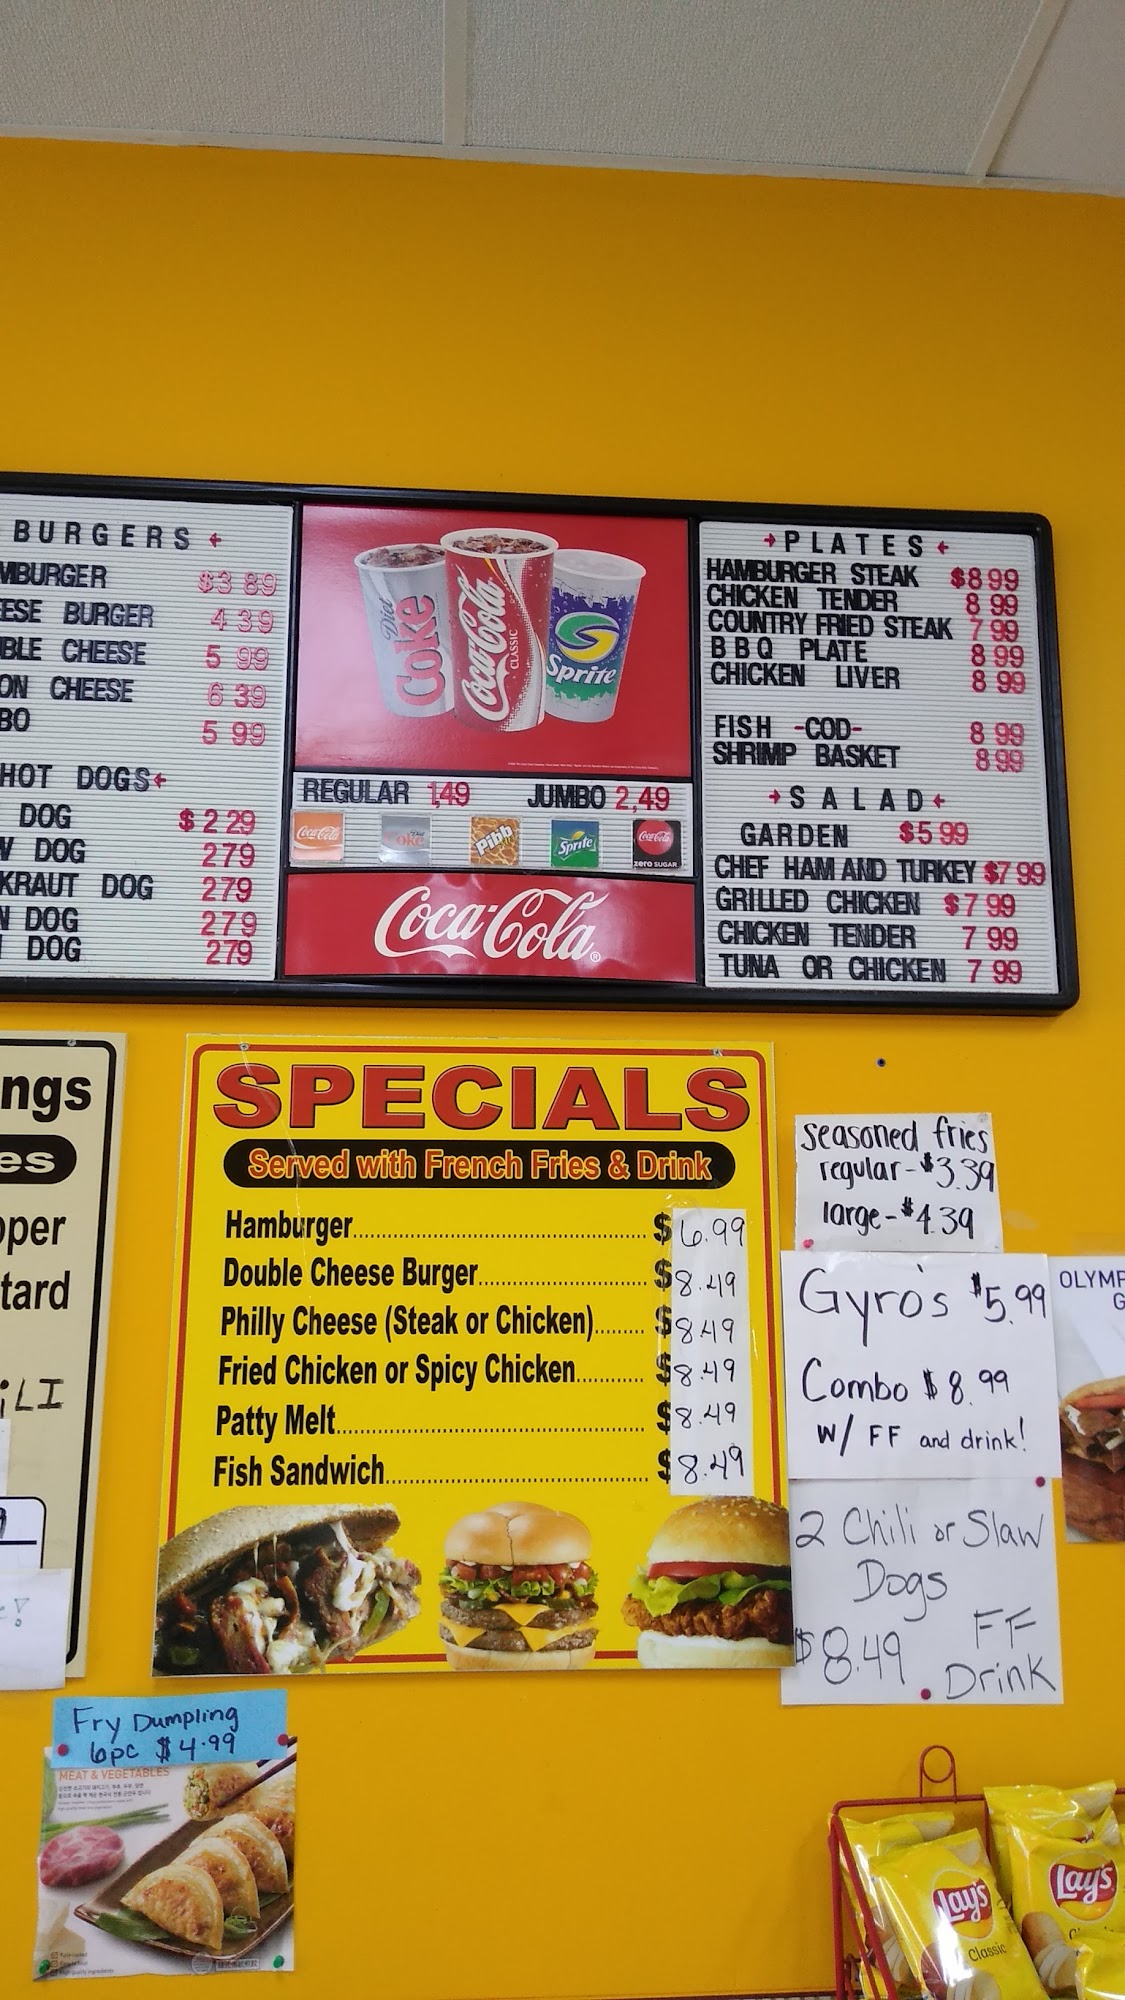 BURGERS
MBURGER $3 89
ESE BURGER 4 39
BLE CHEESE 5 99
ON CHEESE 6 39
BO 5 99
HOT DOGS
DOG $2 29
W DOG 2 79
KRAUT DOG 2 79
N DOG 2 79
DOG 2 79
Diet Coke
Coca-Cola CLASSIC
Sprite
REGULAR 1,49 JUMBO 2,49
Coca-Cola
Diet Coke
Pibb
Sprite
Coca-Cola zero SUGAR
Coca-Cola®
PLATES
HAMBURGER STEAK $8 99
CHICKEN TENDER 8 99
COUNTRY FRIED STEAK 7 99
B B Q PLATE 8 99
CHICKEN LIVER 8 99
FISH -COD- 8 99
SHRIMP BASKET 8 99
SALAD
GARDEN $5 99
CHEF HAM AND TURKEY $7 99
GRILLED CHICKEN $7 99
CHICKEN TENDER 7 99
TUNA OR CHICKEN 7 99
ngs
es
pper
tard
iLI
e!
SPECIALS
Served with French Fries & Drink
Hamburger $6.99
Double Cheese Burger $8.49
Philly Cheese (Steak or Chicken) $8.49
Fried Chicken or Spicy Chicken $8.49
Patty Melt $8.49
Fish Sandwich $8.49
seasoned fries
regular-$3.39
large-$4.39
Gyro's $5.99
Combo $8.99
w/ FF and drink!
OLYMP
G
2 Chili or Slaw
Dogs
$8.49 FF
Drink
Fry Dumpling
6pc $4.99
MEAT & VEGETABLES
Lay's
Classic
Lay's